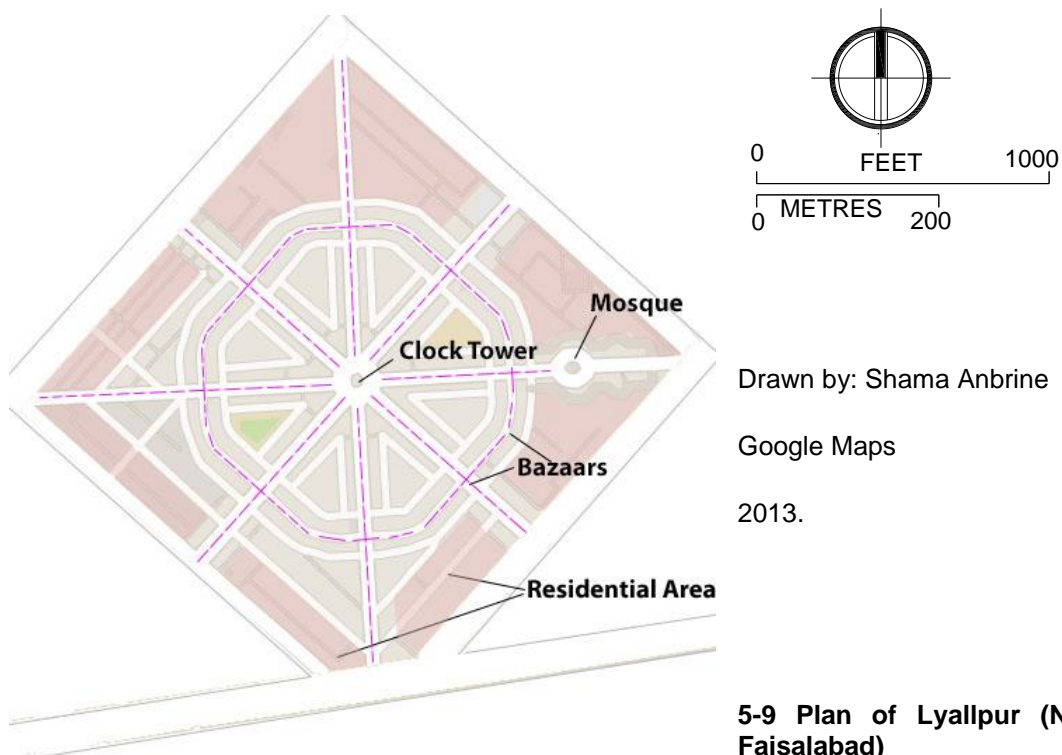 0 FEET 1000
METRES
0 200
Mosque
Clock Tower
Drawn by: Shama Anbrine
Google Maps
Bazaars
2013.
Residential Area
5-9 Plan of Lyallpur (N
Faisalabad)